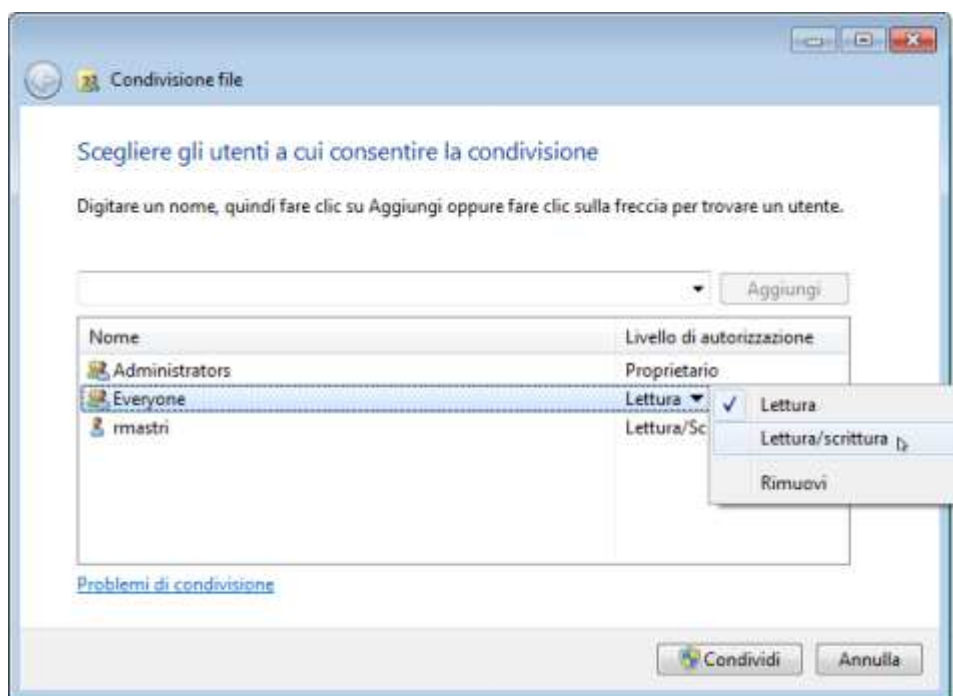 Condivisione file
Scegliere gli utenti a cui consentire la condivisione
Digitare un nome, quindi fare clic su Aggiungi oppure fare clic sulla freccia per trovare un utente.
Aggiungi
Nome Livello di autorizzazione
Administrators Proprietario
Everyone Lettura Lettura
rmastri Lettura/Sc Lettura/scrittura
Rimuovi
Problemi di condivisione
Condividi Annulla